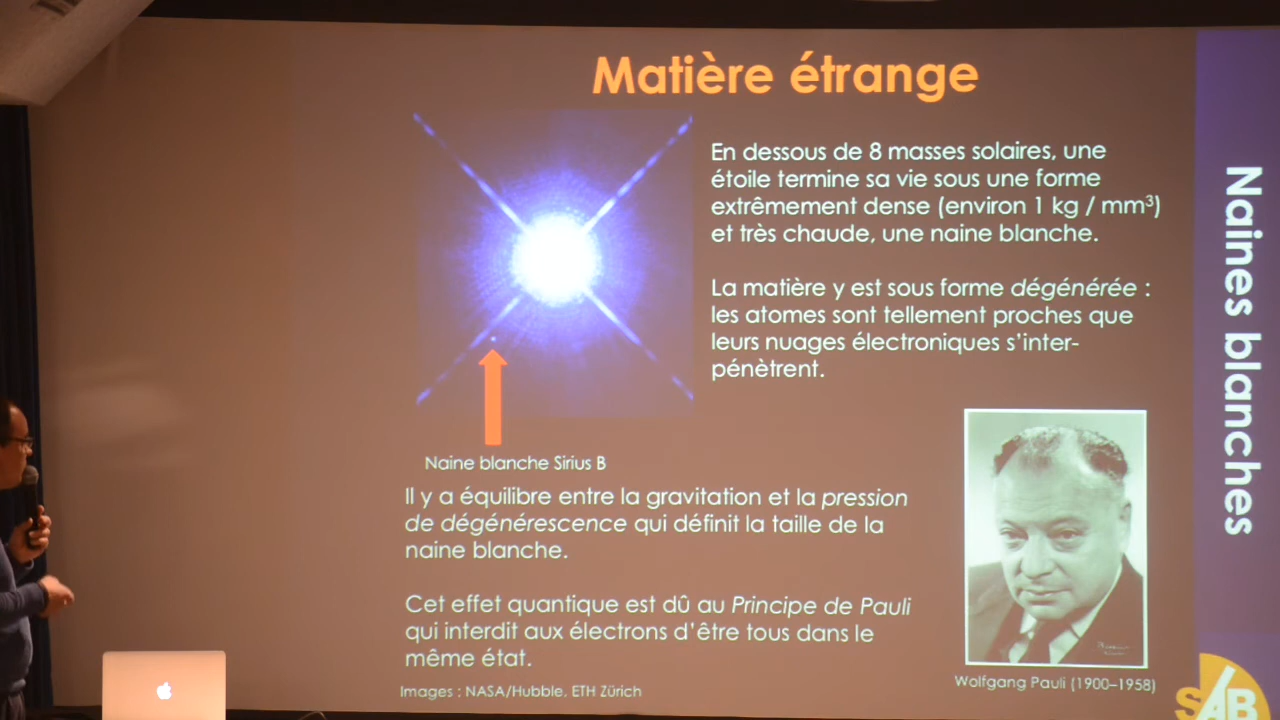 Matière étrange
En dessous de 8 masses solaires, une
étoile termine sa vie sous une forme
extrêmement dense (environ 1 kg / mm³)
et très chaude, une naine blanche.
La matière y est sous forme dégénérée :
les atomes sont tellement proches que
leurs nuages électroniques s'inter-
pénètrent.
Naine blanche Sirius B
Il y a équilibre entre la gravitation et la pression
de dégénérescence qui définit la taille de la
naine blanche.
Cet effet quantique est dû au Principe de Pauli
qui interdit aux électrons d'être tous dans le
même état.
Images : NASA/Hubble, ETH Zürich
Wolfgang Pauli (1900–1958)
Naines blanches
SAB